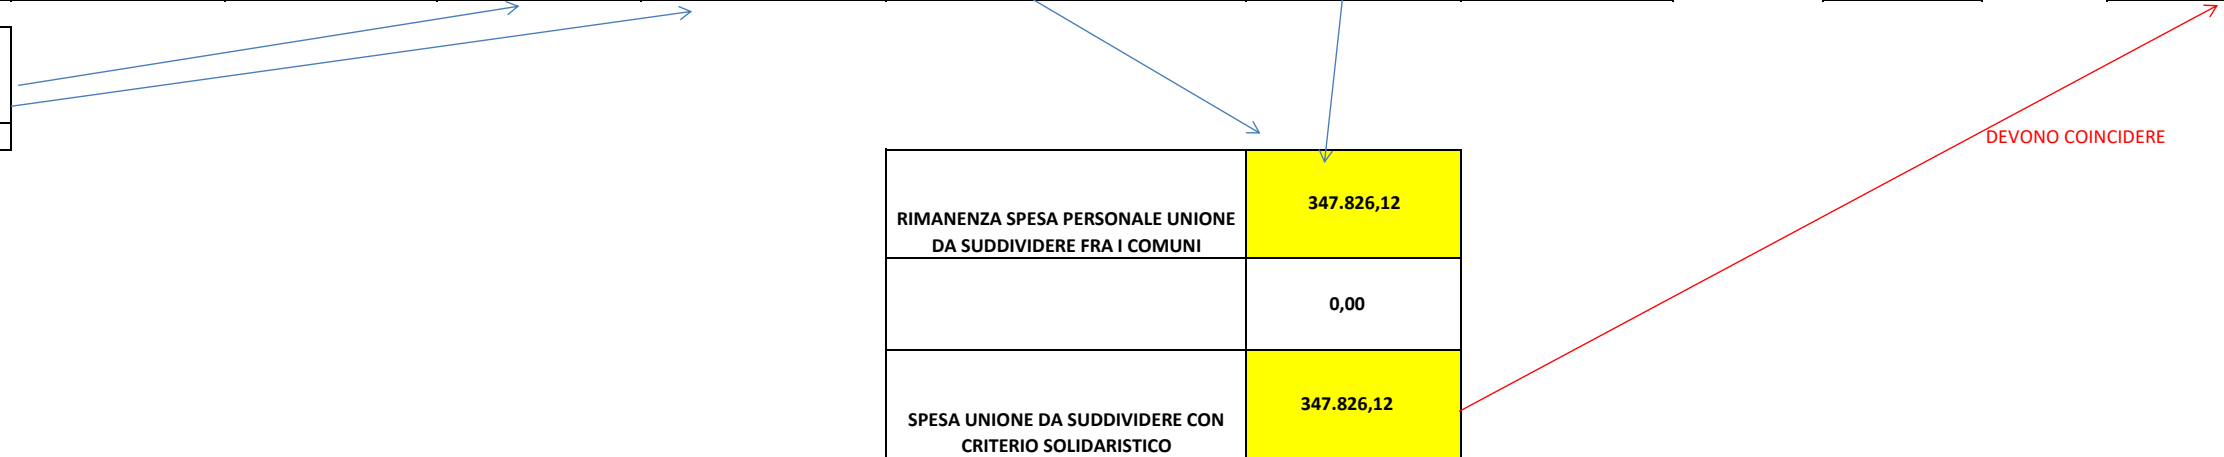 DEVONO COINCIDERE
347.826,12
RIMANENZA SPESA PERSONALE UNIONE
DA SUDDIVIDERE FRA I COMUNI
0,00
347.826,12
SPESA UNIONE DA SUDDIVIDERE CON
CRITERIO SOLIDARISTICO